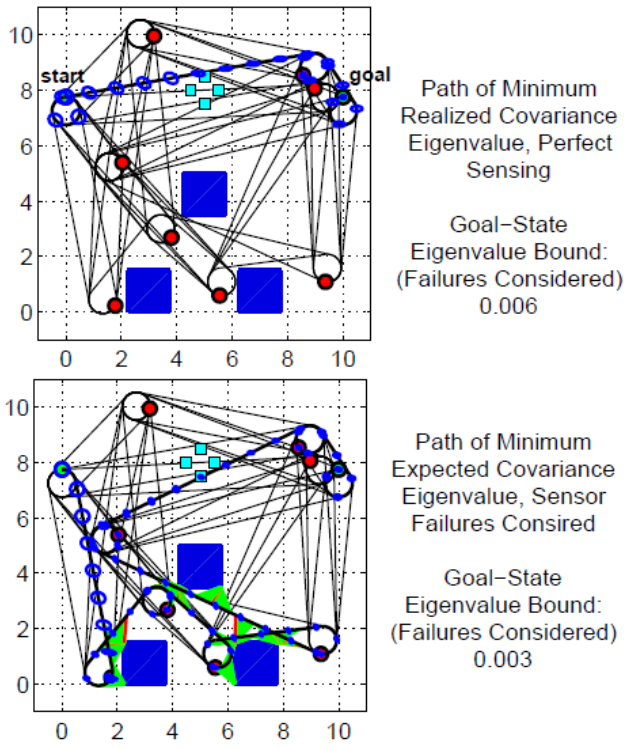 10
8
6
4
2
0
start
goal
0 2 4 6 8 10
Path of Minimum
Realized Covariance
Eigenvalue, Perfect
Sensing
Goal−State
Eigenvalue Bound:
(Failures Considered)
0.006
10
8
6
4
2
0
0 2 4 6 8 10
Path of Minimum
Expected Covariance
Eigenvalue, Sensor
Failures Consired
Goal−State
Eigenvalue Bound:
(Failures Considered)
0.003